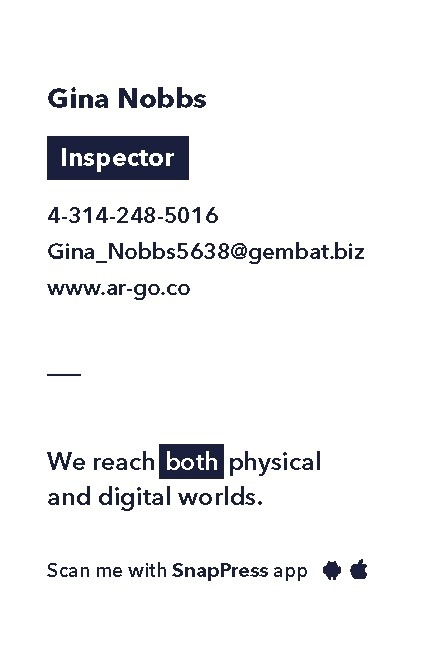 Gina Nobbs
Inspector
4-314-248-5016
Gina_Nobbs5638@gembat.biz
www.ar-go.co
We reach both physical
and digital worlds.
Scan me with SnapPress app